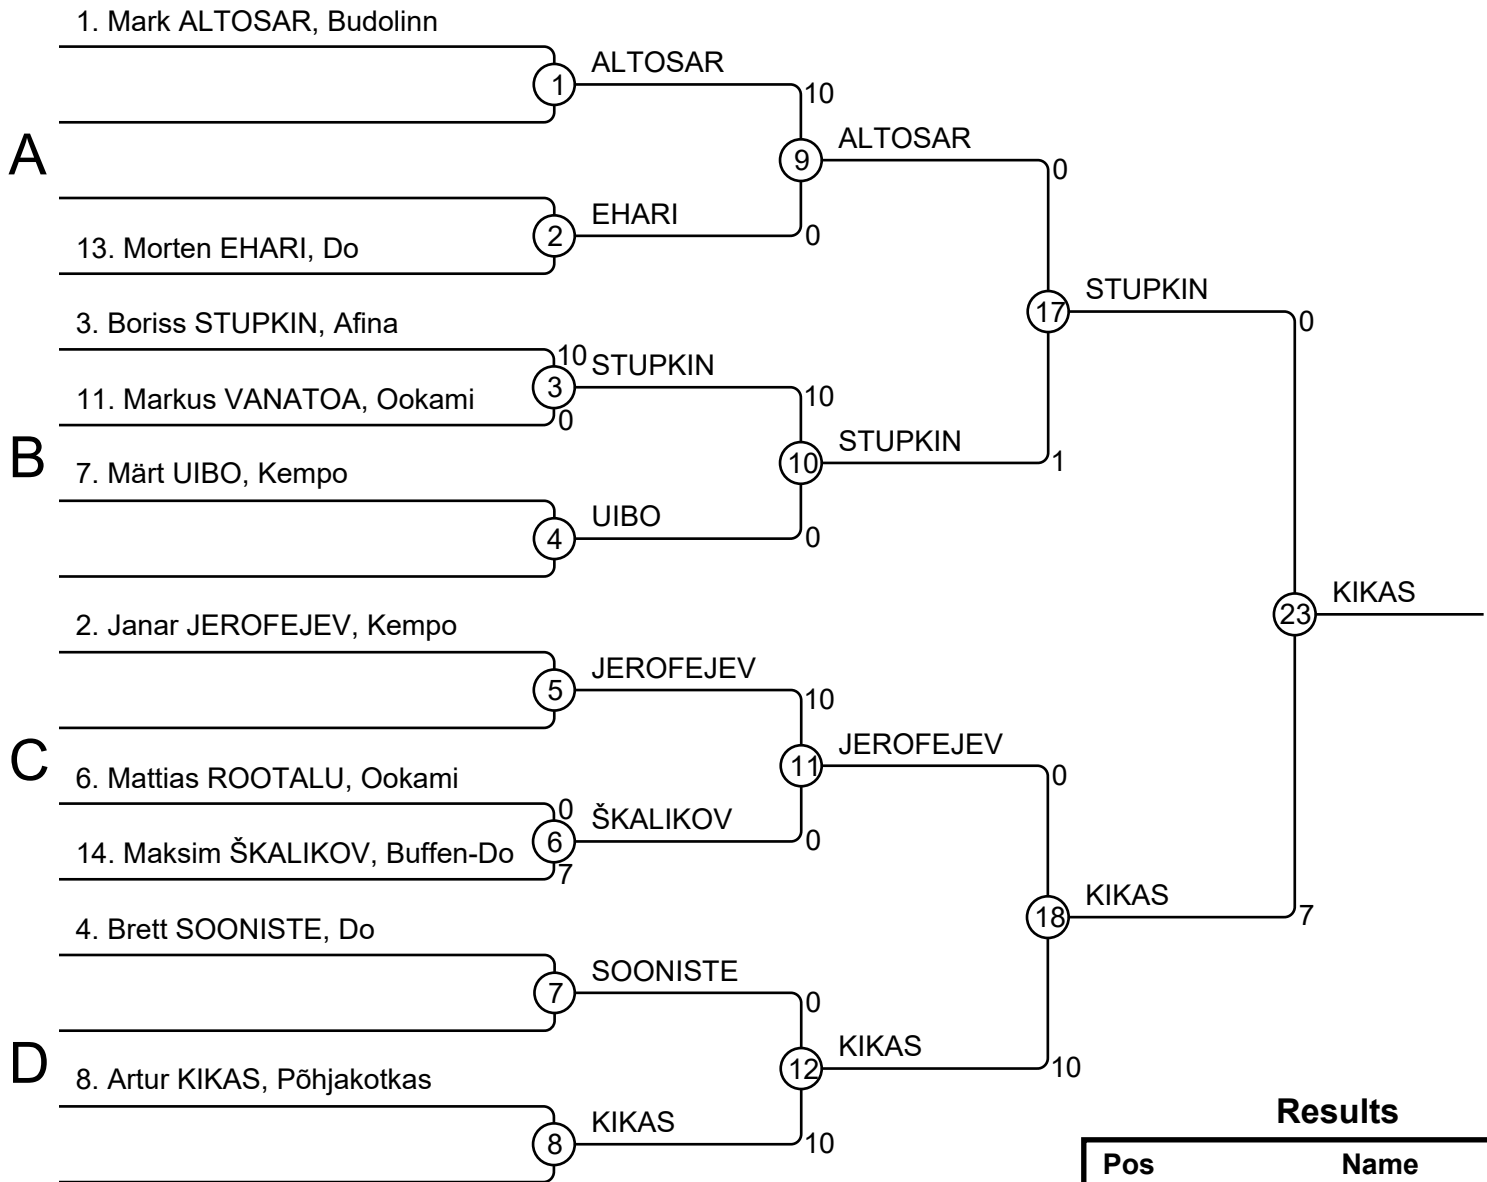 1. Mark ALTOSAR, Budolinn
1
ALTOSAR
10
A
9
ALTOSAR
0
2
EHARI
0
13. Morten EHARI, Do
3. Boriss STUPKIN, Afina
10
3
STUPKIN
10
11. Markus VANATOA, Ookami
0
17
STUPKIN
0
B
10
STUPKIN
1
7. Märt UIBO, Kempo
4
UIBO
0
23
KIKAS
2. Janar JEROFEJEV, Kempo
5
JEROFEJEV
10
C
11
JEROFEJEV
0
6. Mattias ROOTALU, Ookami
0
6
ŠKALIKOV
0
14. Maksim ŠKALIKOV, Buffen-Do
7
18
KIKAS
7
4. Brett SOONISTE, Do
7
SOONISTE
0
D
12
KIKAS
10
8. Artur KIKAS, Põhjakotkas
8
KIKAS
10
Results
Pos Name